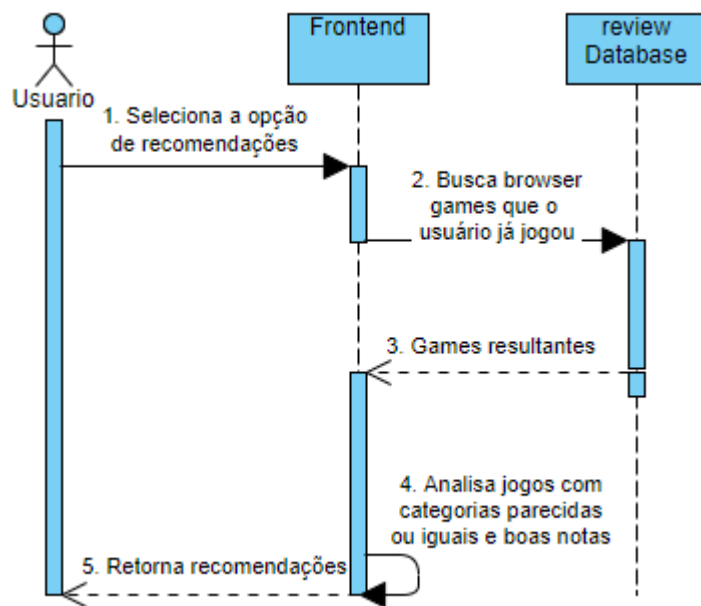 Frontend
review
Database
Usuario
1. Seleciona a opção
de recomendações
2. Busca browser
games que o
usuário já jogou
3. Games resultantes
4. Analisa jogos com
categorias parecidas
ou iguais e boas notas
5. Retorna recomendações